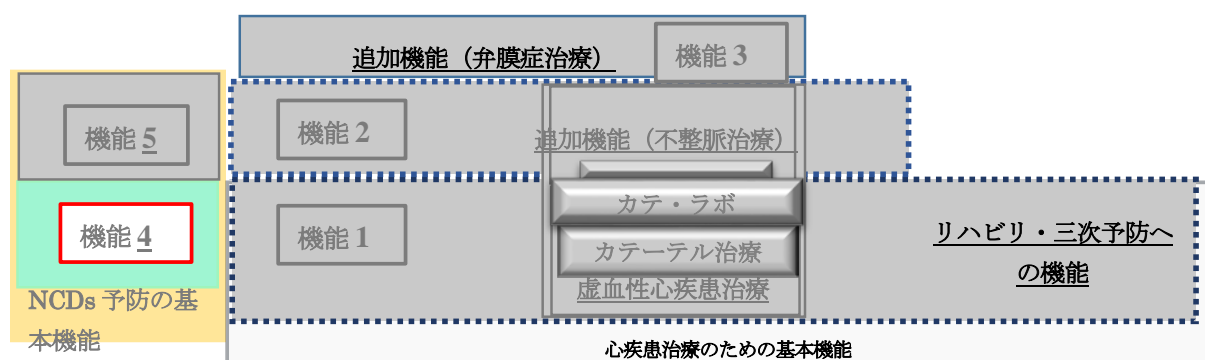 追加機能（弁膜症治療）
機能 3
機能 5
機能 2
追加機能（不整脈治療）
機能 4
機能 1
カテ・ラボ
カテーテル治療
虚血性心疾患治療
リハビリ・三次予防へ
の機能
NCDs 予防の基
本機能
心疾患治療のための基本機能